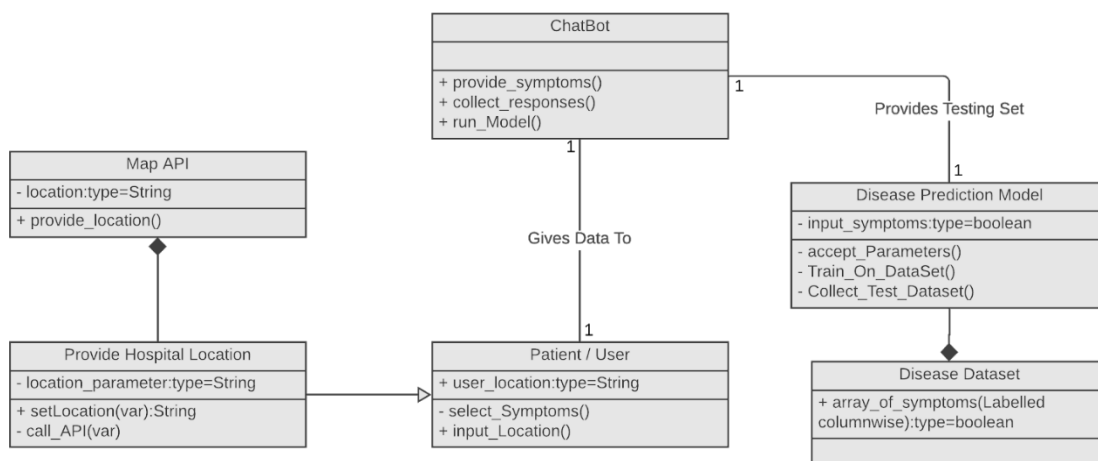 ChatBot
+ provide_symptoms()
+ collect_responses()
+ run_Model()
1
1
Provides Testing Set
1
Map API
- location:type=String
+ provide_location()
Disease Prediction Model
- input_symptoms:type=boolean
- accept_Parameters()
- Train_On_DataSet()
- Collect_Test_Dataset()
Gives Data To
1
Provide Hospital Location
- location_parameter:type=String
+ setLocation(var):String
- call_API(var)
Patient / User
+ user_location:type=String
- select_Symptoms()
+ input_Location()
Disease Dataset
+ array_of_symptoms(Labelled
columnwise):type=boolean